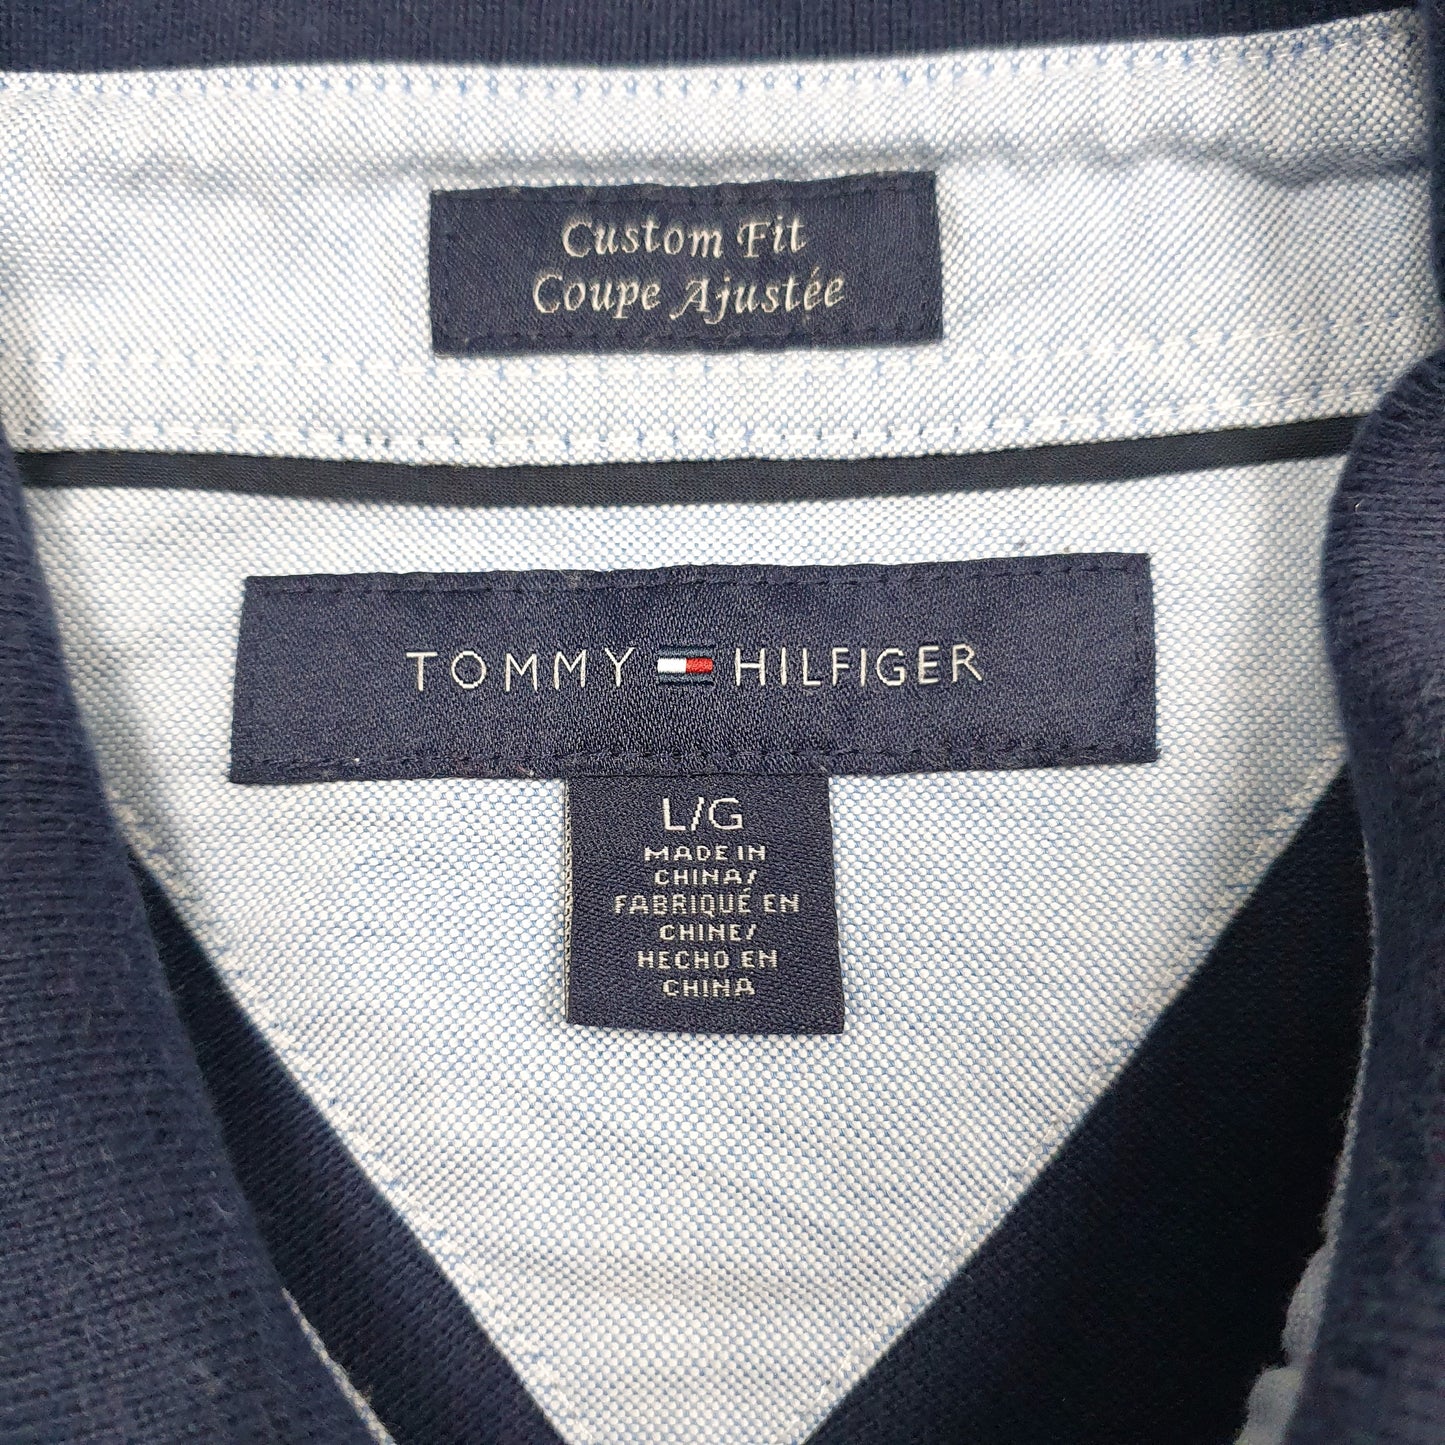 Custom Fit
Coupe Ajustée
TOMMY HILFIGER
L/G
MADE IN
CHINA/
FABRIQUÉ EN
CHINE/
HECHO EN
CHINA